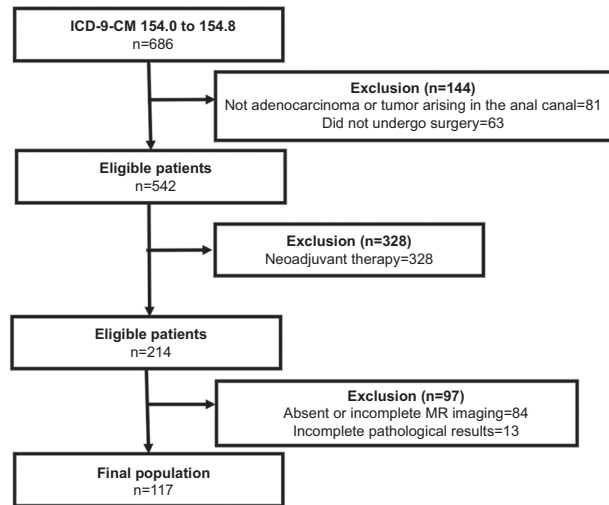 ICD-9-CM 154.0 to 154.8
n=686
Exclusion (n=144)
Not adenocarcinoma or tumor arising in the anal canal=81
Did not undergo surgery=63
Eligible patients
n=542
Exclusion (n=328)
Neoadjuvant therapy=328
Eligible patients
n=214
Exclusion (n=97)
Absent or incomplete MR imaging=84
Incomplete pathological results=13
Final population
n=117